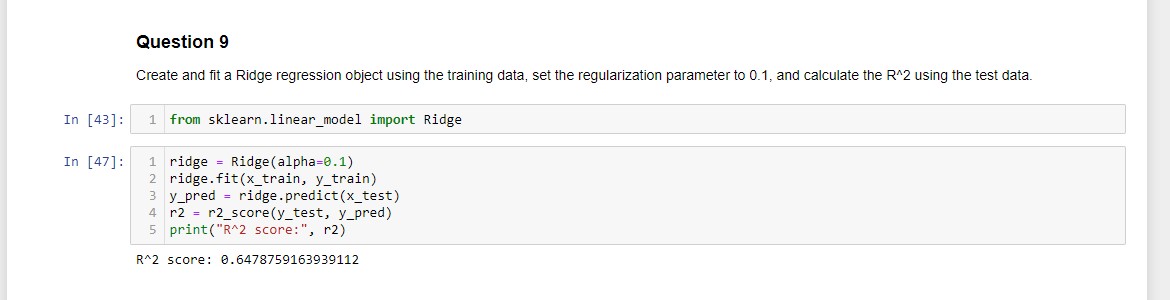 Question 9
Create and fit a Ridge regression object using the training data, set the regularization parameter to 0.1, and calculate the R^2 using the test data.
In [43]:
1 from sklearn.linear_model import Ridge
In [47]:
1 ridge = Ridge(alpha=0.1)
2 ridge.fit(x_train, y_train)
3 y_pred = ridge.predict(x_test)
4 r2 = r2_score(y_test, y_pred)
5 print("R^2 score:", r2)
R^2 score: 0.6478759163939112